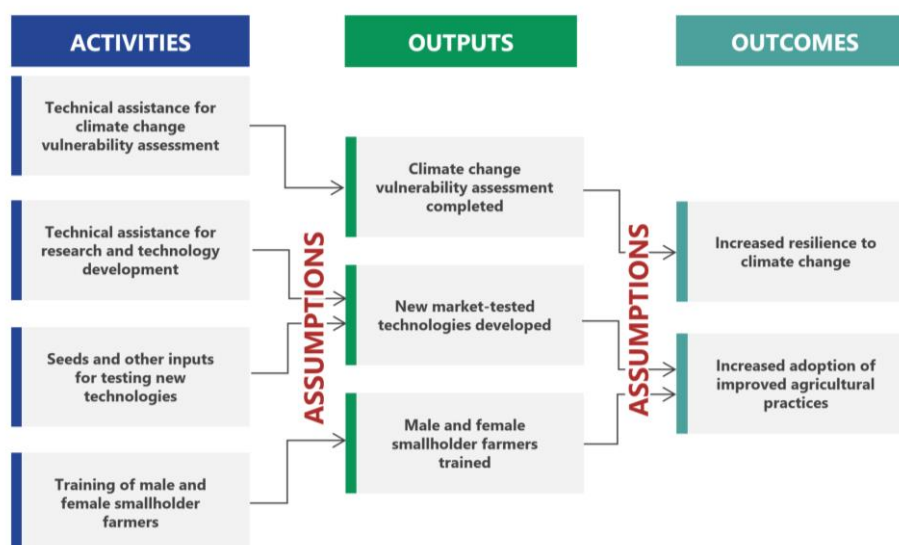 ACTIVITIES
OUTPUTS
OUTCOMES
Technical assistance for
climate change
vulnerability assessment
Technical assistance for
research and technology
development
Seeds and other inputs
for testing new
technologies
Training of male and
female smallholder
farmers
ASSUMPTIONS
Climate change
vulnerability assessment
completed
New market-tested
technologies developed
Male and female
smallholder farmers
trained
ASSUMPTIONS
Increased resilience to
climate change
Increased adoption of
improved agricultural
practices